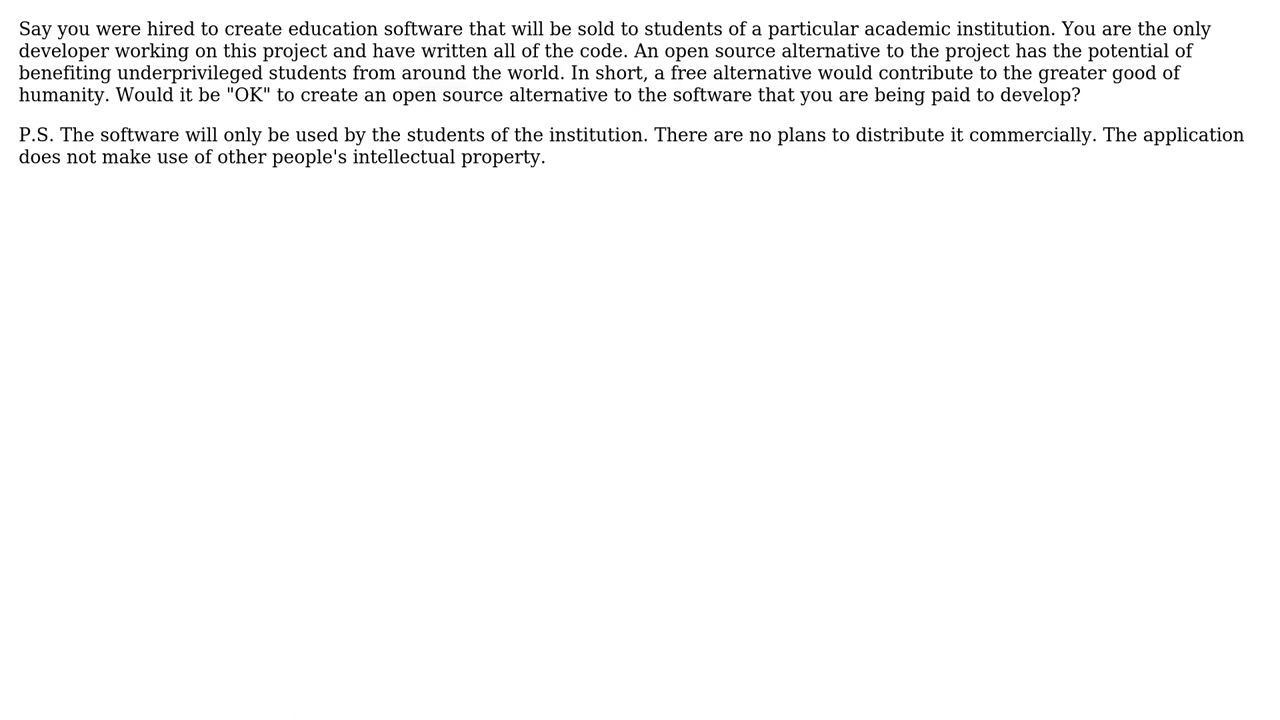 Say you were hired to create education software that will be sold to students of a particular academic institution. You are the only
developer working on this project and have written all of the code. An open source alternative to the project has the potential of
benefiting underprivileged students from around the world. In short, a free alternative would contribute to the greater good of
humanity. Would it be "OK" to create an open source alternative to the software that you are being paid to develop?
P.S. The software will only be used by the students of the institution. There are no plans to distribute it commercially. The application
does not make use of other people's intellectual property.